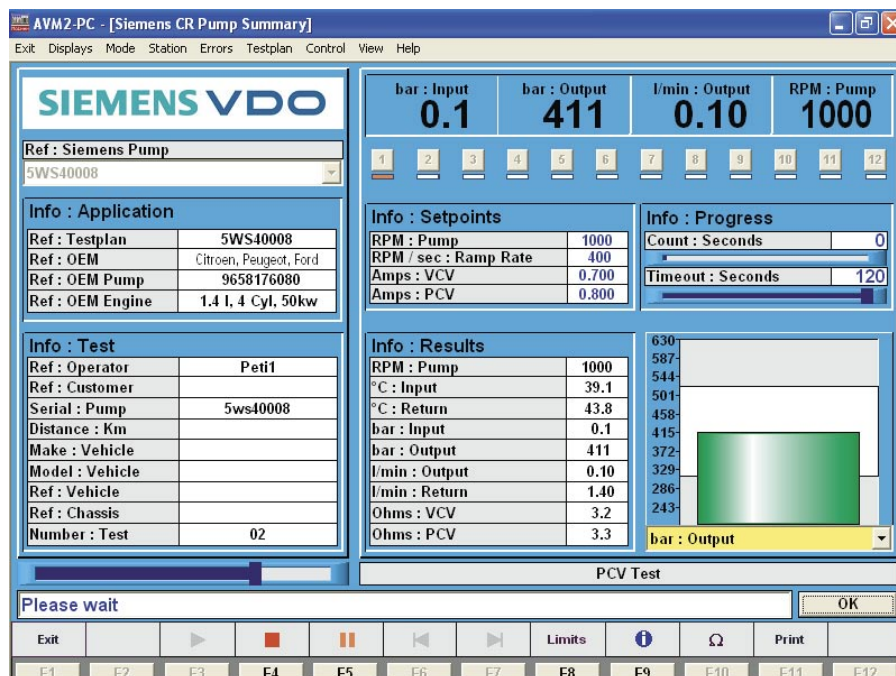 AVM2-PC - [Siemens CR Pump Summary]
Exit Displays Mode Station Errors Testplan Control View Help
SIEMENS VDO
Ref : Siemens Pump
5WS40008
Info : Application
Ref : Testplan 5WS40008
Ref : OEM Citroen, Peugeot, Ford
Ref : OEM Pump 9658176080
Ref : OEM Engine 1.4 l, 4 Cyl, 50kw
Info : Test
Ref : Operator Peti1
Ref : Customer
Serial : Pump 5ws40008
Distance : Km
Make : Vehicle
Model : Vehicle
Ref : Vehicle
Ref : Chassis
Number : Test 02
bar : Input bar : Output l/min : Output RPM : Pump
0.1 411 0.10 1000
1 2 3 4 5 6 7 8 9 10 11 12
Info : Setpoints
RPM : Pump 1000
RPM / sec : Ramp Rate 400
Amps : VCV 0.700
Amps : PCV 0.800
Info : Progress
Count : Seconds 0
Timeout : Seconds 120
Info : Results
RPM : Pump 1000
°C : Input 39.1
°C : Return 43.8
bar : Input 0.1
bar : Output 411
l/min : Output 0.10
l/min : Return 1.40
Ohms : VCV 3.2
Ohms : PCV 3.3
630
587
544
501
458
415
372
329
286
243
bar : Output
PCV Test
Please wait OK
Exit Limits i Ω Print
F1 F2 F3 F4 F5 F6 F7 F8 F9 F10 F11 F12